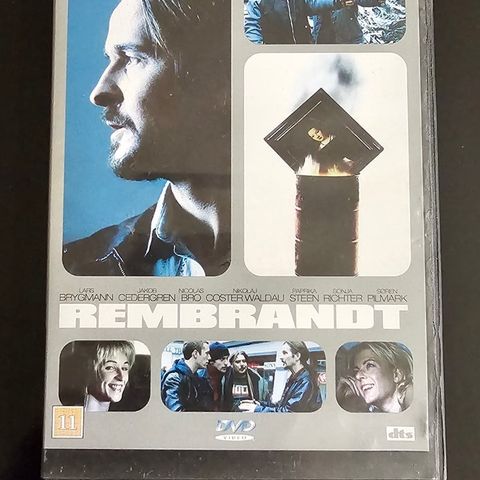 LARS JAKOB NICOLAS NIKOLAJ PAPRIKA SONJA SØREN
BRYGMANN CEDERGREN BRO COSTER WALDAU STEEN RICHTER PILMARK
REMBRANDT
11
DVD
VIDEO
dts